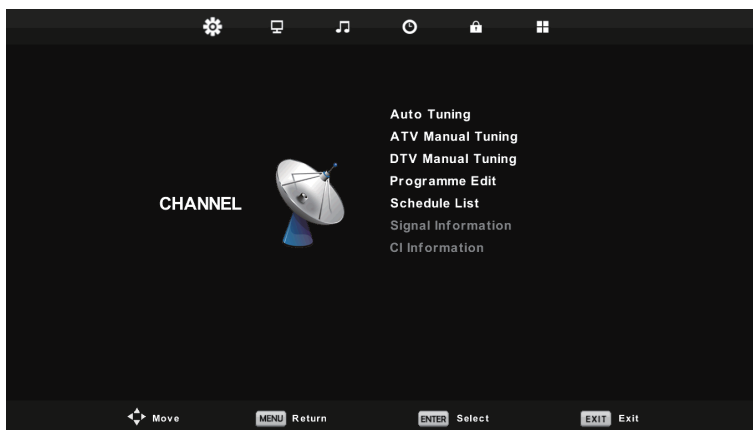 CHANNEL
Auto Tuning
ATV Manual Tuning
DTV Manual Tuning
Programme Edit
Schedule List
Signal Information
CI Information
Move MENU Return ENTER Select EXIT Exit